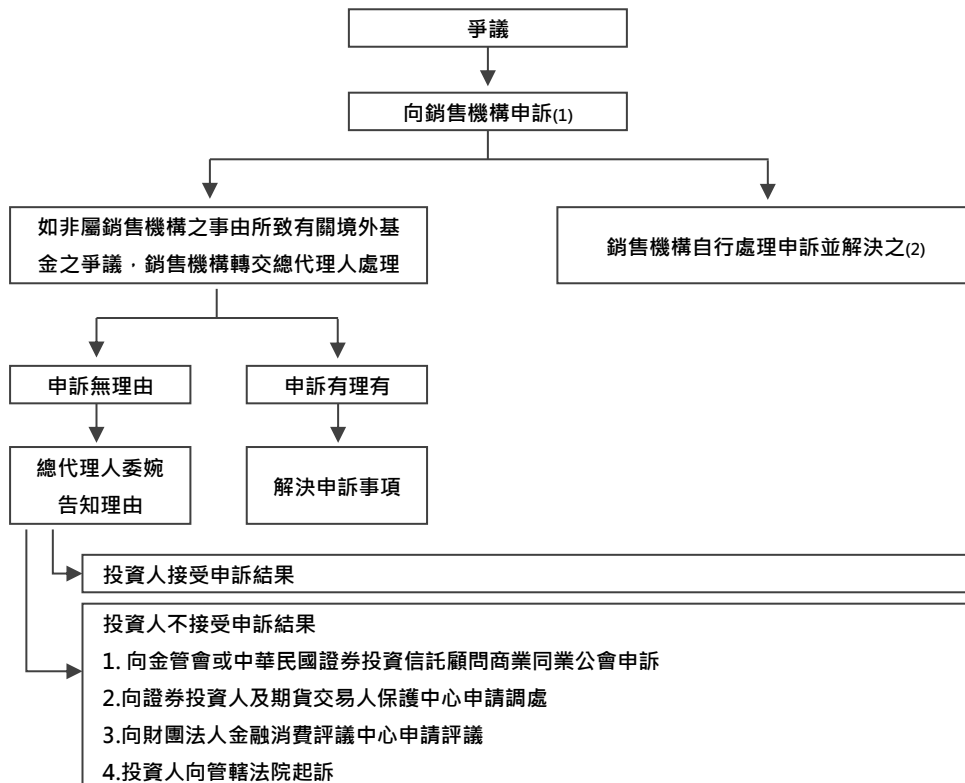 爭議
向銷售機構申訴(1)
如非屬銷售機構之事由所致有關境外基
金之爭議，銷售機構轉交總代理人處理
銷售機構自行處理申訴並解決之(2)
申訴無理由
申訴有理有
總代理人委婉
告知理由
解決申訴事項
投資人接受申訴結果
投資人不接受申訴結果
1. 向金管會或中華民國證券投資信託顧問商業同業公會申訴
2.向證券投資人及期貨交易人保護中心申請調處
3.向財團法人金融消費評議中心申請評議
4.投資人向管轄法院起訴